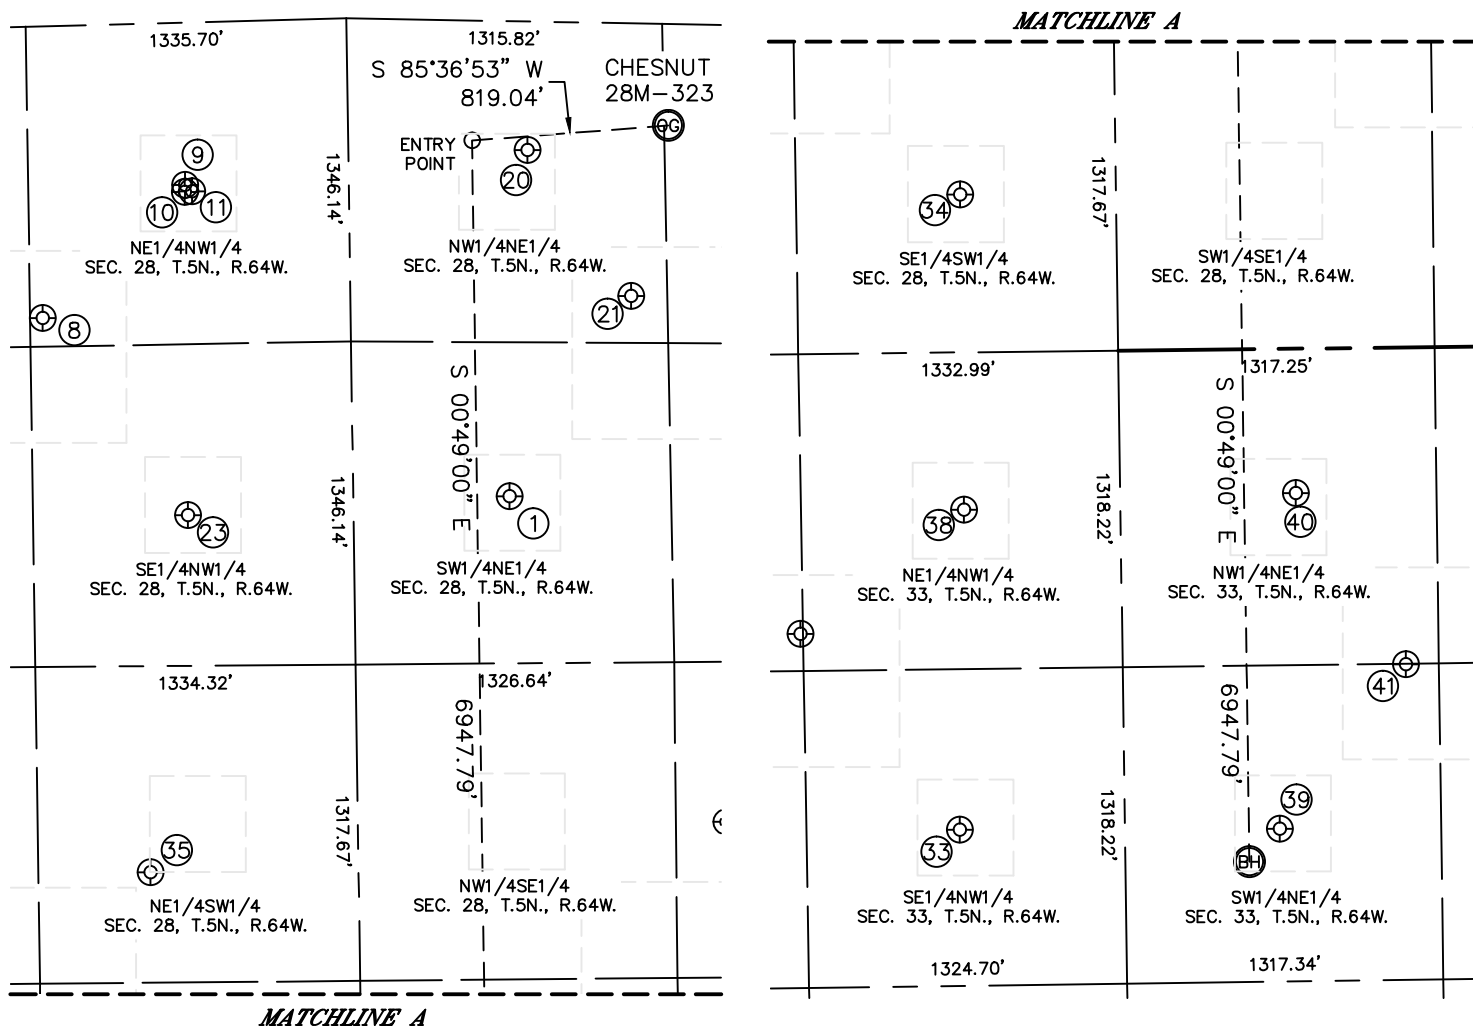 1335.70'
1315.82'
S 85°36'53" W
819.04'
CHESNUT
28M-323
OG
ENTRY
POINT
9
10
11
20
1346.14'
NE1/4NW1/4
SEC. 28, T.5N., R.64W.
NW1/4NE1/4
SEC. 28, T.5N., R.64W.
8
21
S 00°49'00" E
1346.14'
23
1
SE1/4NW1/4
SEC. 28, T.5N., R.64W.
SW1/4NE1/4
SEC. 28, T.5N., R.64W.
1334.32'
1326.64'
6947.79'
1317.67'
35
NE1/4SW1/4
SEC. 28, T.5N., R.64W.
NW1/4SE1/4
SEC. 28, T.5N., R.64W.
MATCHLINE A
MATCHLINE A
1317.67'
34
SE1/4SW1/4
SEC. 28, T.5N., R.64W.
SW1/4SE1/4
SEC. 28, T.5N., R.64W.
1332.99'
1317.25'
S 00°49'00" E
1318.22'
38
40
NE1/4NW1/4
SEC. 33, T.5N., R.64W.
NW1/4NE1/4
SEC. 33, T.5N., R.64W.
41
6947.79'
1318.22'
33
39
BH
SE1/4NW1/4
SEC. 33, T.5N., R.64W.
SW1/4NE1/4
SEC. 33, T.5N., R.64W.
1324.70'
1317.34'